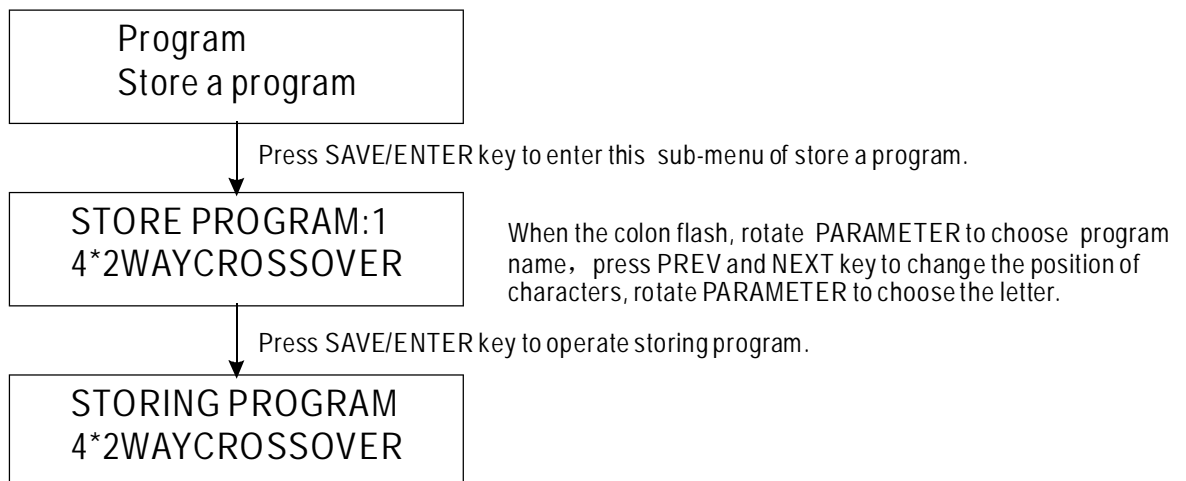 Program
Store a program
Press SAVE/ENTER key to enter this sub-menu of store a program.
STORE PROGRAM:1
4*2WAYCROSSOVER
When the colon flash, rotate PARAMETER to choose program
name，press PREV and NEXT key to change the position of
characters, rotate PARAMETER to choose the letter.
Press SAVE/ENTER key to operate storing program.
STORING PROGRAM
4*2WAYCROSSOVER